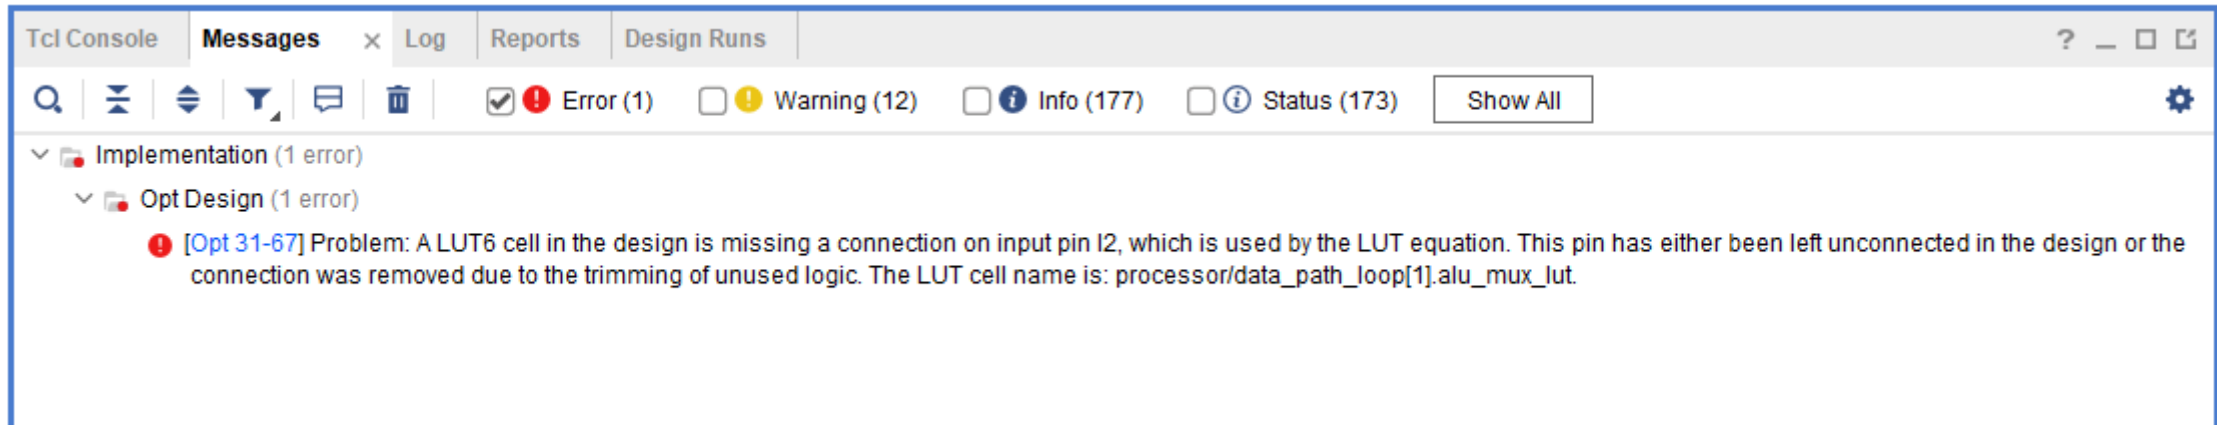 Tcl Console Messages × Log Reports Design Runs ? _
Error (1) Warning (12) Info (177) Status (173) Show All
Implementation (1 error)
Opt Design (1 error)
[Opt 31-67] Problem: A LUT6 cell in the design is missing a connection on input pin I2, which is used by the LUT equation. This pin has either been left unconnected in the design or the
connection was removed due to the trimming of unused logic. The LUT cell name is: processor/data_path_loop[1].alu_mux_lut.